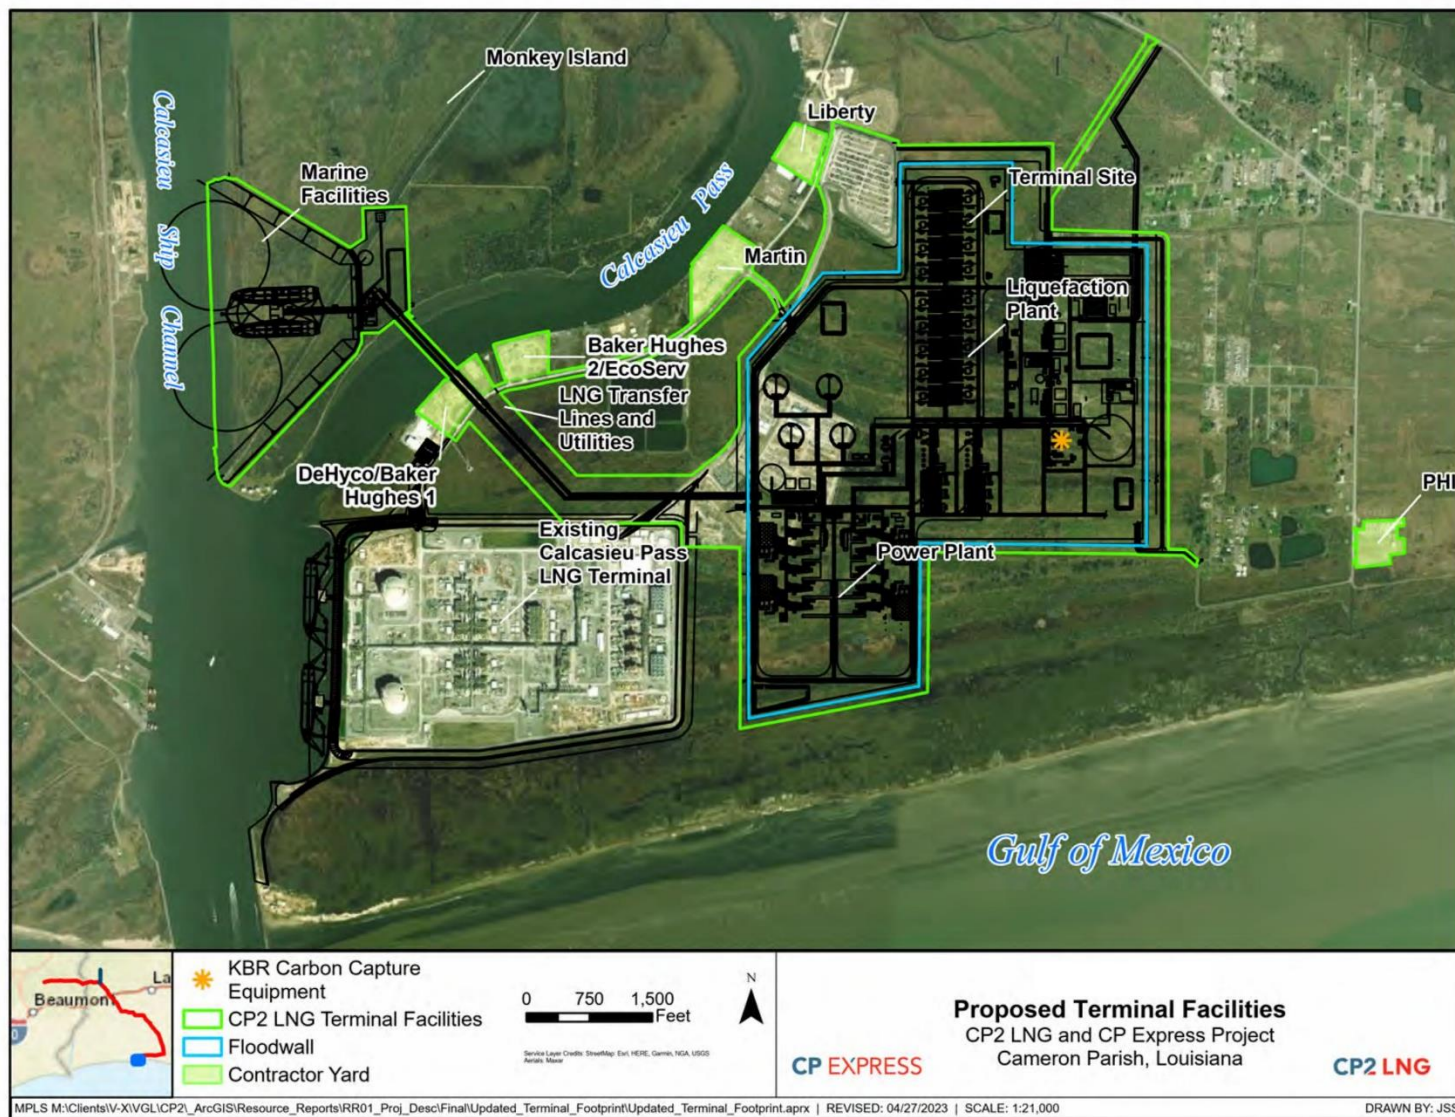 Monkey Island
Liberty
Calcasieu Ship Channel
Marine
Facilities
Calcasieu Pass
Terminal Site
Martin
Liquefaction
Plant
Baker Hughes
2/EcoServ
LNG Transfer
Lines and
Utilities
DeHyco/Baker
Hughes 1
PHI
Existing
Calcasieu Pass
LNG Terminal
Power Plant
Gulf of Mexico
Beaumont
La
KBR Carbon Capture
Equipment
CP2 LNG Terminal Facilities
Floodwall
Contractor Yard
0 750 1,500
Feet
N
Service Layer Credits: StreetMap: Esri, HERE, Garmin, NGA, USGS
Aerials: Maxar
CP EXPRESS
Proposed Terminal Facilities
CP2 LNG and CP Express Project
Cameron Parish, Louisiana
CP2 LNG
MPLS M:\Clients\V-X\VGL\CP2\_ArcGIS\Resource_Reports\RR01_Proj_Desc\Final\Updated_Terminal_Footprint\Updated_Terminal_Footprint.aprx | REVISED: 04/27/2023 | SCALE: 1:21,000
DRAWN BY: JSS